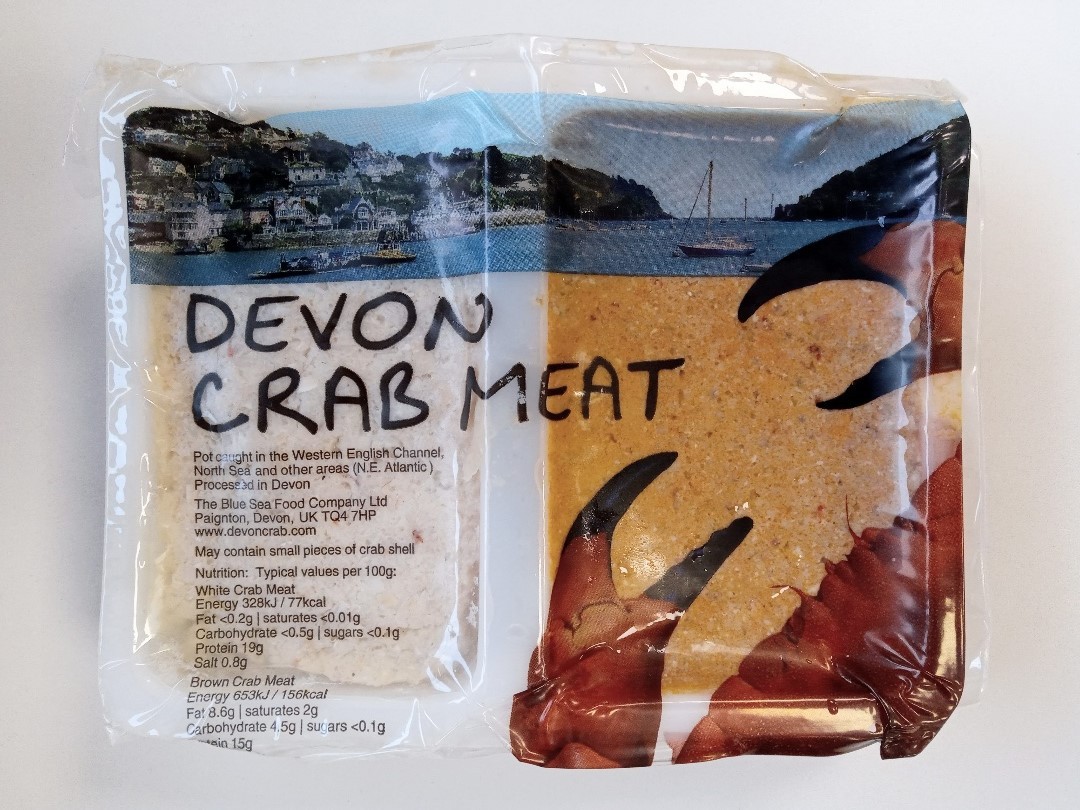 DEVON
CRAB MEAT
Pot caught in the Western English Channel,
North Sea and other areas (N.E. Atlantic)
Processed in Devon
The Blue Sea Food Company Ltd
Paignton, Devon, UK TQ4 7HP
www.devoncrab.com
May contain small pieces of crab shell
Nutrition: Typical values per 100g:
White Crab Meat
Energy 328kJ / 77kcal
Fat <0.2g | saturates <0.01g
Carbohydrate <0.5g | sugars <0.1g
Protein 19g
Salt 0.8g
Brown Crab Meat
Energy 653kJ / 156kcal
Fat 8.6g | saturates 2g
Carbohydrate 4.5g | sugars <0.1g
15g